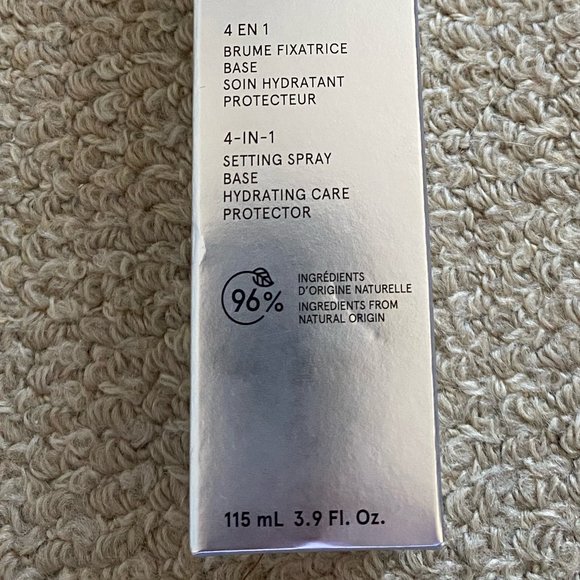 4 EN 1
BRUME FIXATRICE
BASE
SOIN HYDRATANT
PROTECTEUR
4-IN-1
SETTING SPRAY
BASE
HYDRATING CARE
PROTECTOR
96%
INGRÉDIENTS
D'ORIGINE NATURELLE
INGREDIENTS FROM
NATURAL ORIGIN
115 mL 3.9 Fl. Oz.